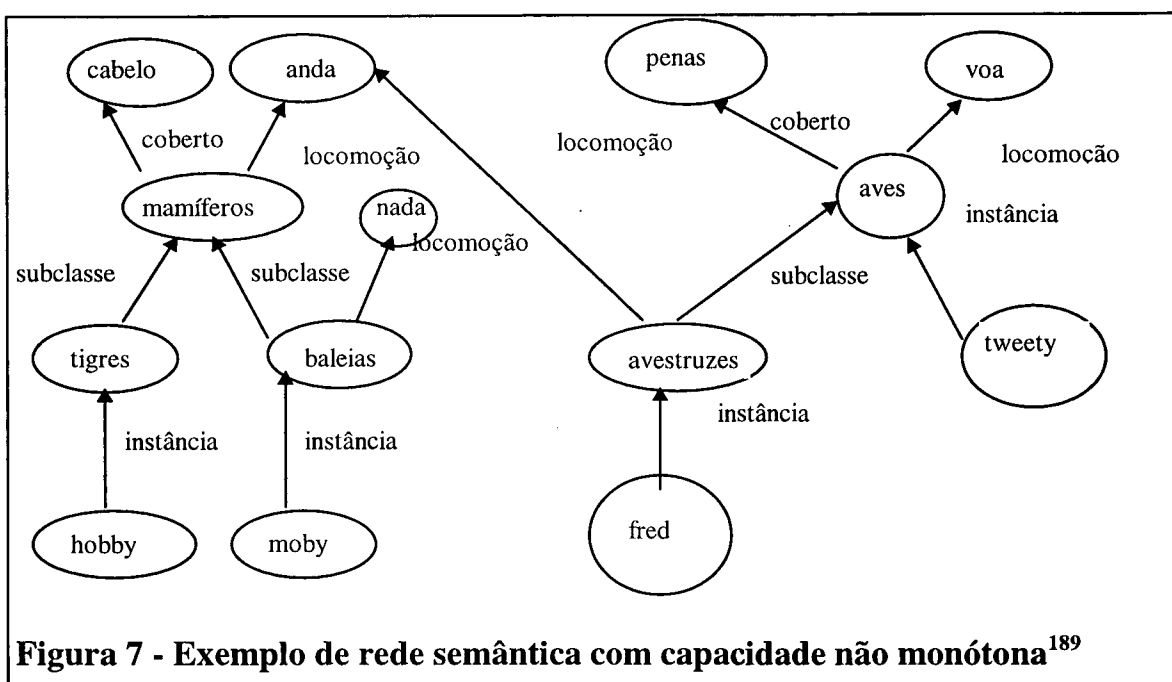 cabelo
anda
penas
voa
coberto
locomoção
locomoção
coberto
locomoção
mamíferos
nada
locomoção
aves
instância
subclasse
subclasse
subclasse
tigres
baleias
avestruzes
tweety
instância
instância
instância
hobby
moby
fred
Figura 7 - Exemplo de rede semântica com capacidade não monótona189